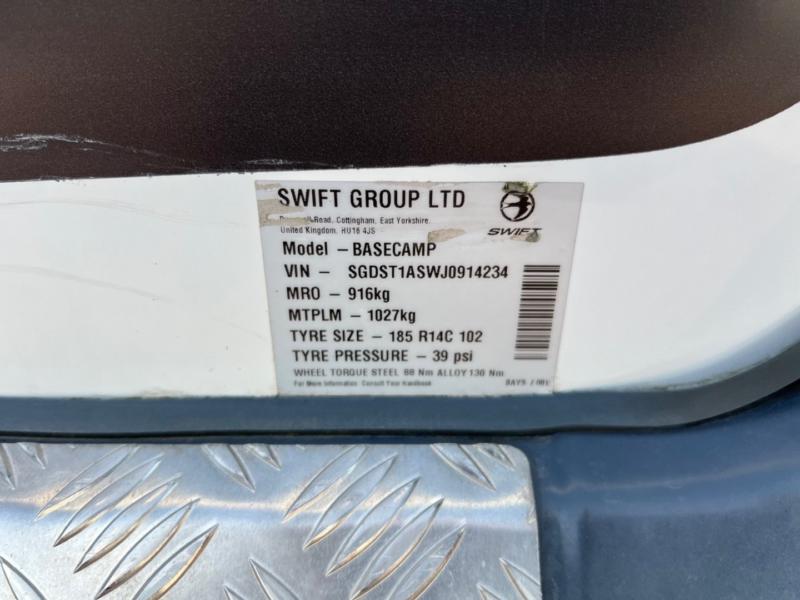 SWIFT GROUP LTD
Road, Cottingham, East Yorkshire,
United Kingdom, HU16 4JS
SWIFT
Model – BASECAMP
VIN – SGDST1ASWJ0914234
MRO – 916kg
MTPLM – 1027kg
TYRE SIZE – 185 R14C 102
TYRE PRESSURE – 39 psi
WHEEL TORQUE STEEL 88 Nm ALLOY 130 Nm
For More Information Consult Your Handbook